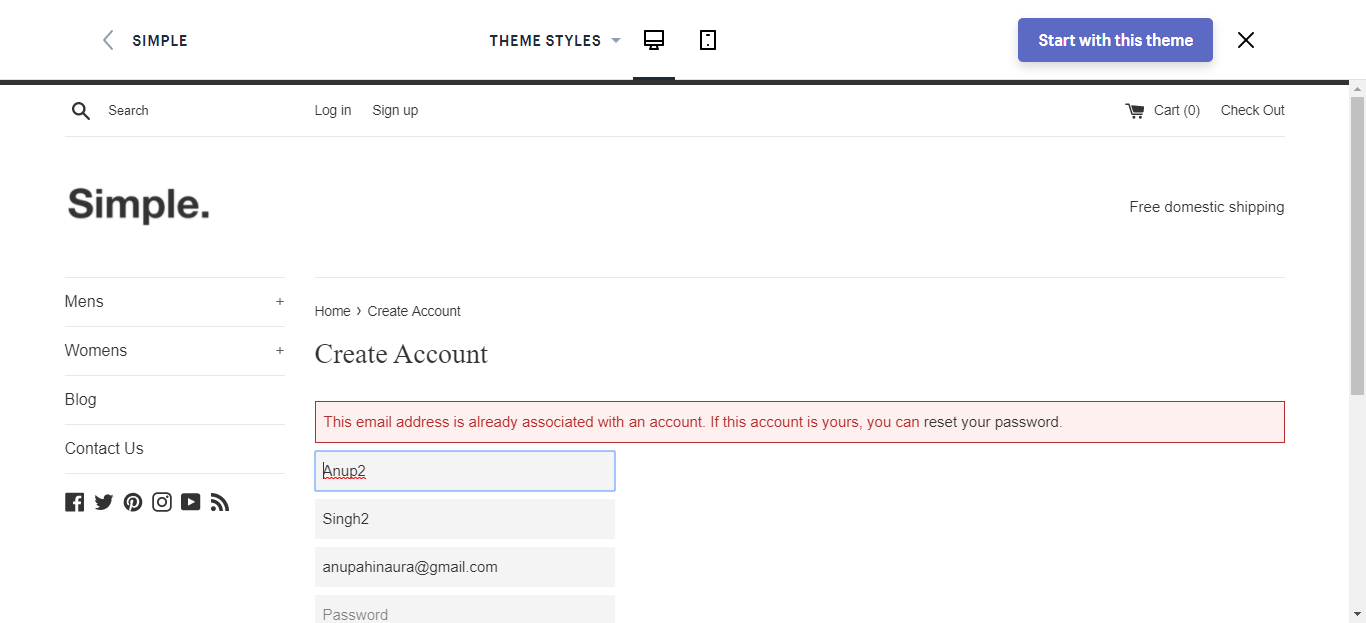 SIMPLE THEME STYLES Start with this theme
Search Log in Sign up Cart (0) Check Out
Simple. Free domestic shipping
Mens +
Womens +
Blog
Contact Us
Home › Create Account
Create Account
This email address is already associated with an account. If this account is yours, you can reset your password.
Anup2
Singh2
anupahinaura@gmail.com
Password